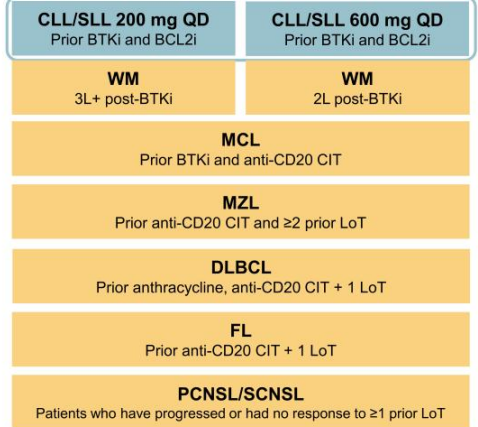 CLL/SLL 200 mg QD
Prior BTKi and BCL2i
CLL/SLL 600 mg QD
Prior BTKi and BCL2i
WM
3L+ post-BTKi
WM
2L post-BTKi
MCL
Prior BTKi and anti-CD20 CIT
MZL
Prior anti-CD20 CIT and ≥2 prior LoT
DLBCL
Prior anthracycline, anti-CD20 CIT + 1 LoT
FL
Prior anti-CD20 CIT + 1 LoT
PCNSL/SCNSL
Patients who have progressed or had no response to ≥1 prior LoT